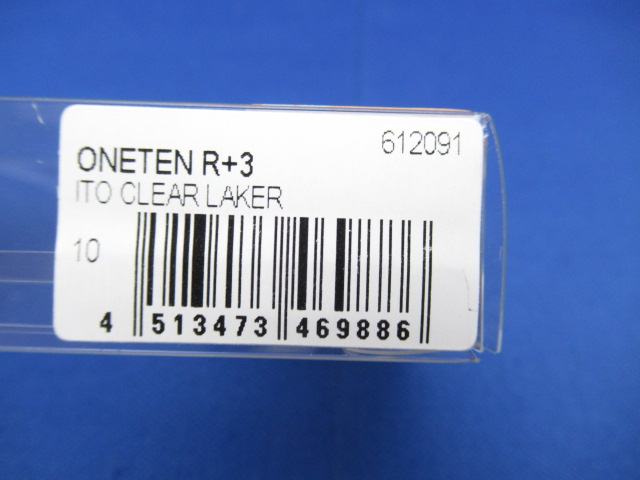 612091
ONETEN R+3
ITO CLEAR LAKER
10
4 513473 469886